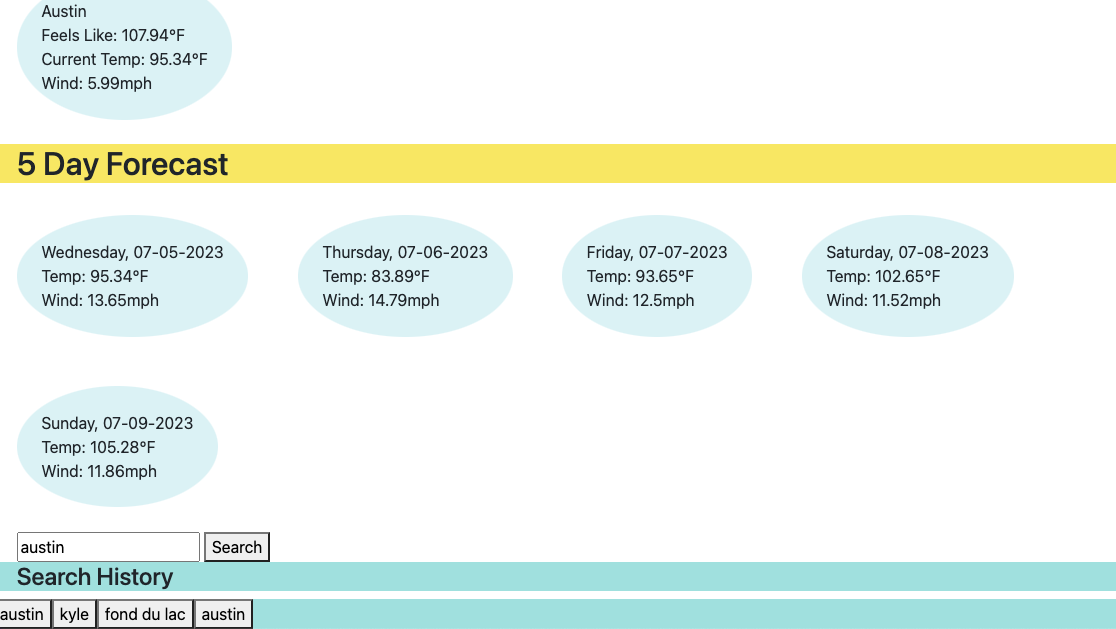 Austin
Feels Like: 107.94°F
Current Temp: 95.34°F
Wind: 5.99mph
5 Day Forecast
Wednesday, 07-05-2023
Temp: 95.34°F
Wind: 13.65mph
Thursday, 07-06-2023
Temp: 83.89°F
Wind: 14.79mph
Friday, 07-07-2023
Temp: 93.65°F
Wind: 12.5mph
Saturday, 07-08-2023
Temp: 102.65°F
Wind: 11.52mph
Sunday, 07-09-2023
Temp: 105.28°F
Wind: 11.86mph
austin Search
Search History
austin kyle fond du lac austin